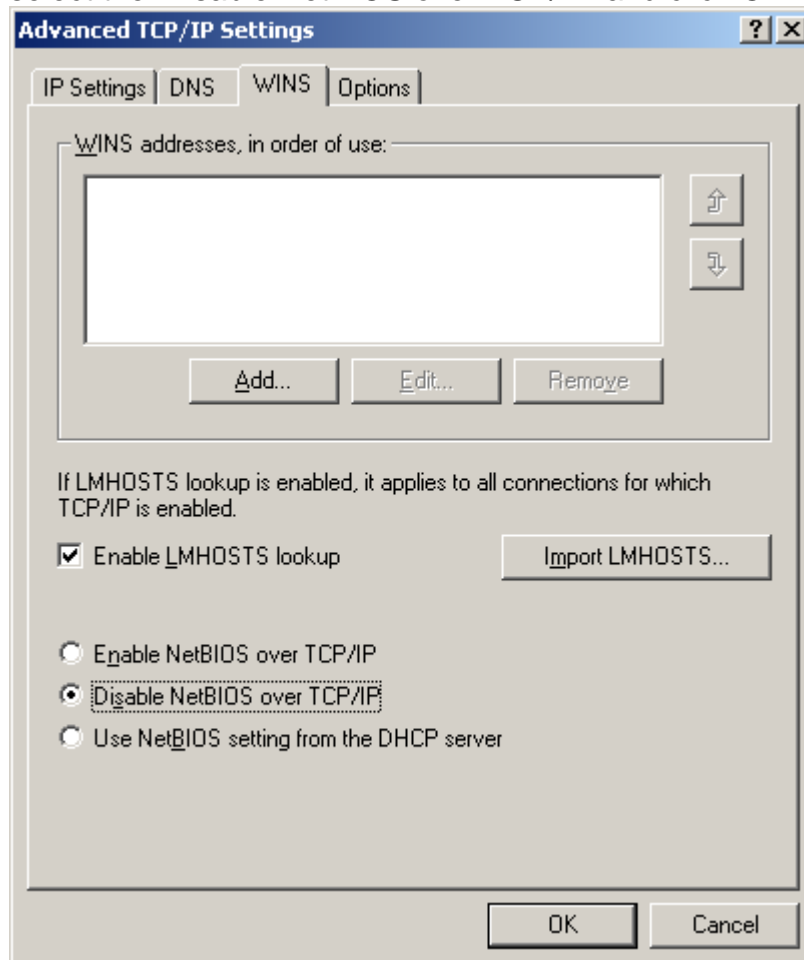 Advanced TCP/IP Settings
IP Settings
DNS
WINS
Options
WINS addresses, in order of use:
Add...
Edit...
Remove
If LMHOSTS lookup is enabled, it applies to all connections for which
TCP/IP is enabled.
Enable LMHOSTS lookup
Import LMHOSTS...
Enable NetBIOS over TCP/IP
Disable NetBIOS over TCP/IP
Use NetBIOS setting from the DHCP server
OK
Cancel